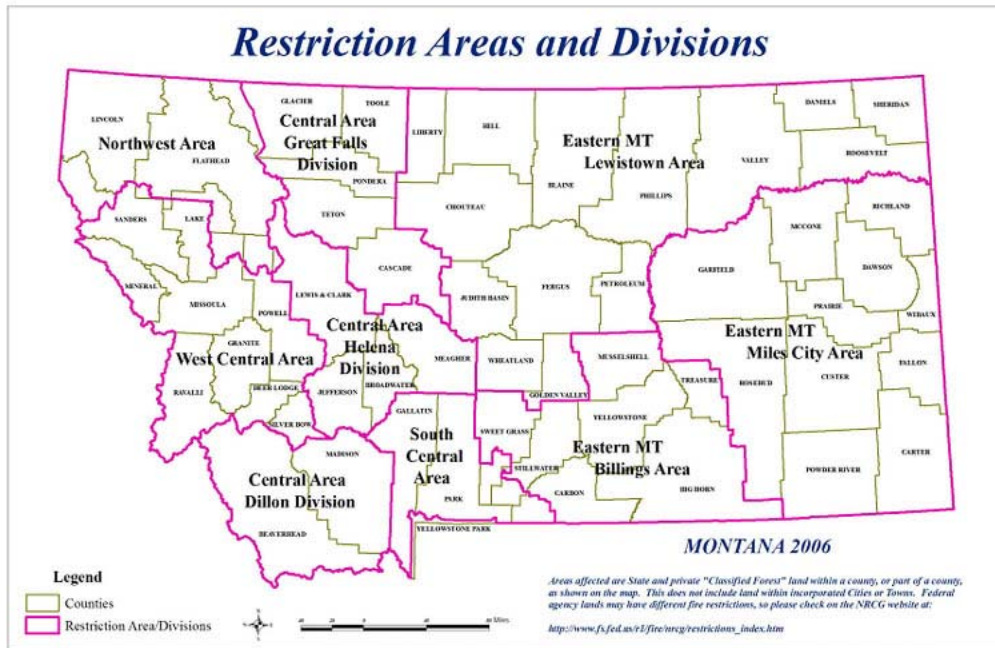 Restriction Areas and Divisions
LINCOLN
Northwest Area
FLATHEAD
GLACIER
TOOLE
Central Area
Great Falls
Division
PONDERA
TETON
LIBERTY
HILL
CHOUTEAU
Eastern MT
Lewistown Area
BLAINE
PHILLIPS
VALLEY
DANIELS
SHERIDAN
ROOSEVELT
SANDERS
LAKE
MINERAL
MISSOULA
POWELL
GRANITE
West Central Area
RAVALLI
DEER LODGE
SILVER BOW
LEWIS & CLARK
CASCADE
Central Area
Helena
Division
MEAGHER
JEFFERSON
BROADWATER
JUDITH BASIN
FERGUS
PETROLEUM
WHEATLAND
GOLDEN VALLEY
MUSSELSHELL
RICHLAND
MCCONE
GARFIELD
DAWSON
PRAIRIE
WIBAUX
Eastern MT
Miles City Area
ROSEBUD
CUSTER
FALLON
POWDER RIVER
CARTER
TREASURE
YELLOWSTONE
SWEET GRASS
Eastern MT
Billings Area
STILLWATER
CARBON
BIG HORN
GALLATIN
South
Central
Area
PARK
YELLOWSTONE PARK
MADISON
Central Area
Dillon Division
BEAVERHEAD
MONTANA 2006
Legend
Counties
Restriction Area/Divisions
Miles
Areas affected are State and private "Classified Forest" land within a county, or part of a county,
as shown on the map. This does not include land within incorporated Cities or Towns. Federal
agency lands may have different fire restrictions, so please check on the NRCG website at:
http://www.fs.fed.us/r1/fire/nrcg/restrictions_index.htm